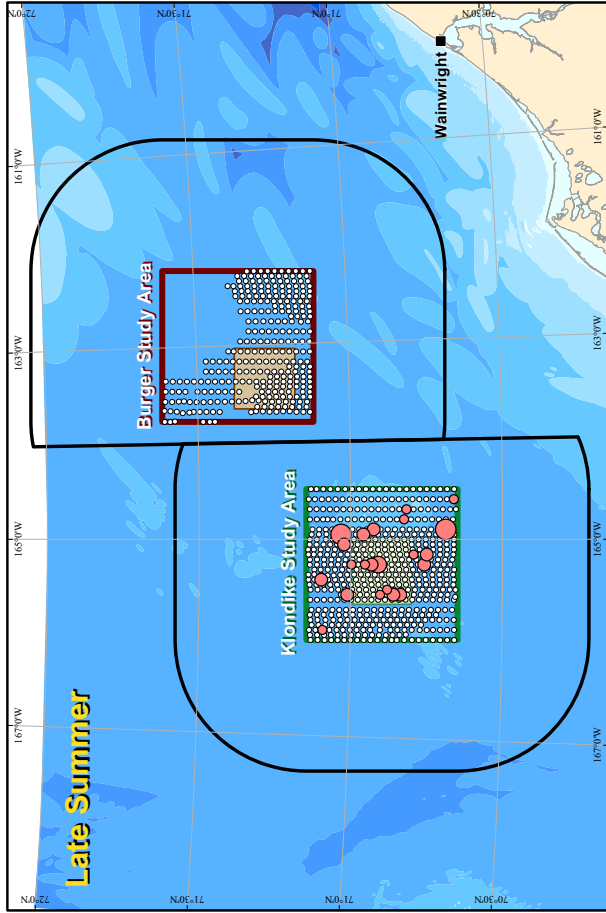 Late Summer
167°0'W
165°0'W
163°0'W
161°0'W
72°0'N
72°0'N
71°30'N
71°30'N
71°0'N
71°0'N
70°30'N
70°30'N
Burger Study Area
Klondike Study Area
Wainwright
167°0'W
165°0'W
163°0'W
161°0'W